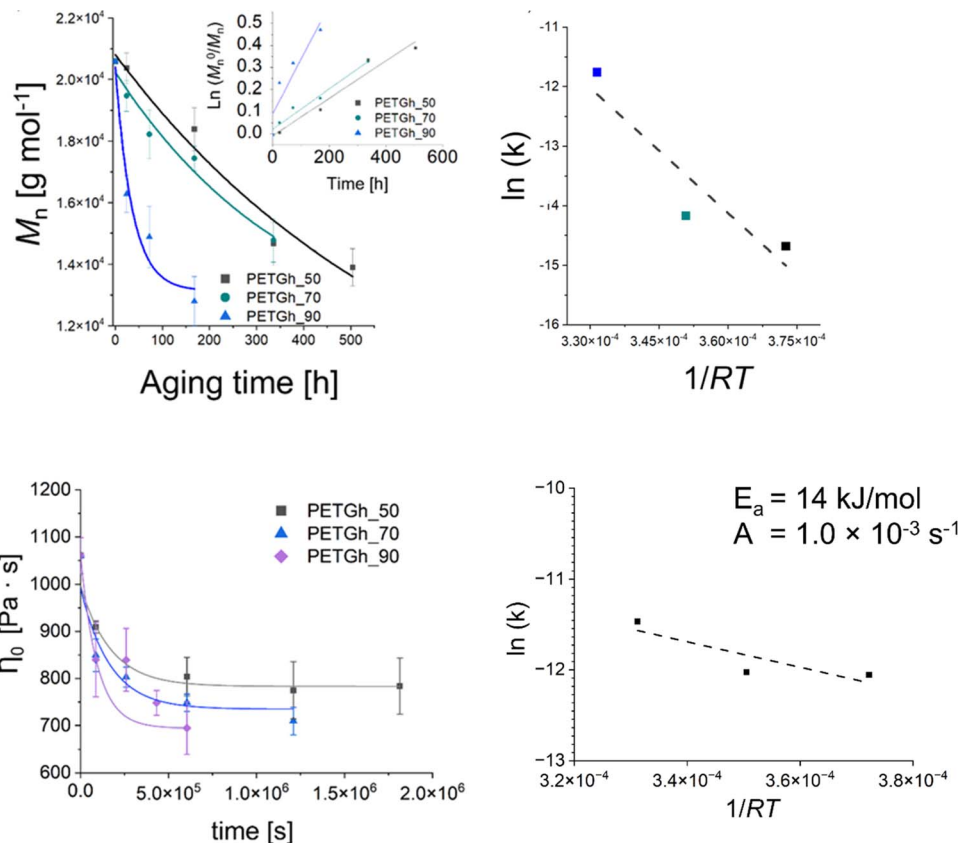 2.2×10⁴
2.0×10⁴
1.8×10⁴
1.6×10⁴
1.4×10⁴
1.2×10⁴
Mn [g mol⁻¹]
0 100 200 300 400 500
Aging time [h]
PETGh_50
PETGh_70
PETGh_90
0.5
0.4
0.3
0.2
0.1
0.0
Ln (Mn⁰/Mn)
PETGh_50
PETGh_70
PETGh_90
0 200 400 600
Time [h]
-11
-12
-13
-14
-15
-16
ln (k)
3.30×10⁻⁴ 3.45×10⁻⁴ 3.60×10⁻⁴ 3.75×10⁻⁴
1/RT
1200
1100
1000
900
800
700
600
η₀ [Pa · s]
PETGh_50
PETGh_70
PETGh_90
0.0 5.0×10⁵ 1.0×10⁶ 1.5×10⁶ 2.0×10⁶
time [s]
Eₐ = 14 kJ/mol
A = 1.0 × 10⁻³ s⁻¹
-10
-11
-12
-13
ln (k)
3.2×10⁻⁴ 3.4×10⁻⁴ 3.6×10⁻⁴ 3.8×10⁻⁴
1/RT